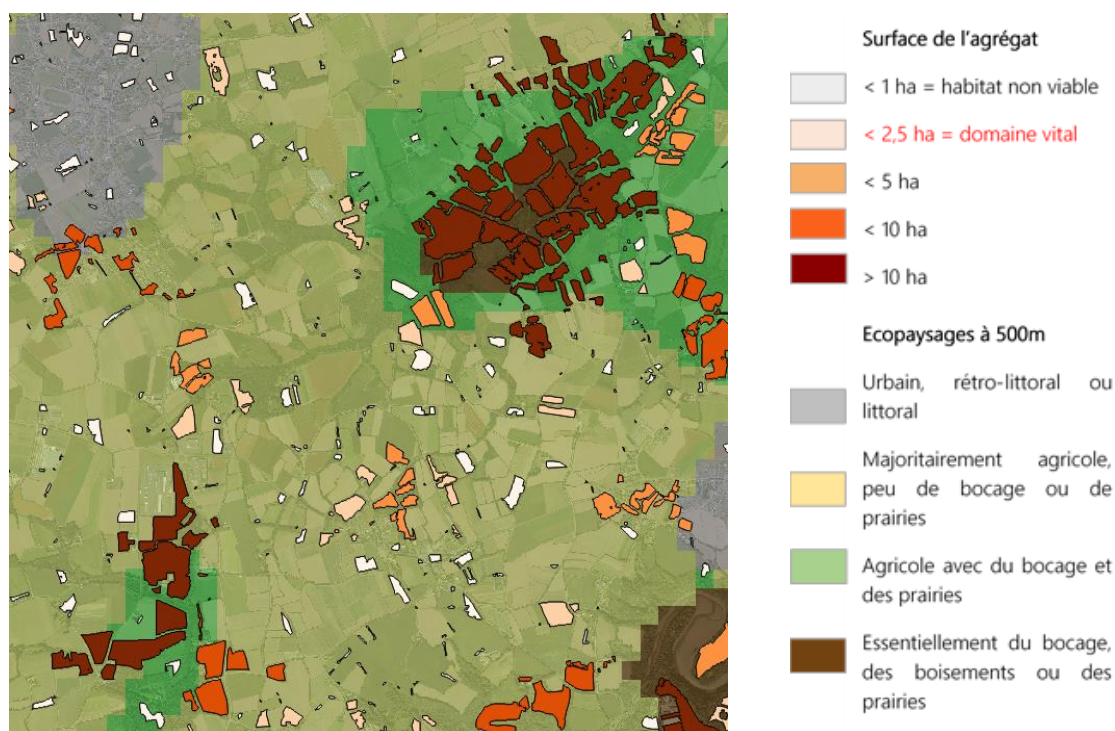 Surface de l’agrégat
< 1 ha = habitat non viable
< 2,5 ha = domaine vital
< 5 ha
< 10 ha
> 10 ha
Ecopaysages à 500m
Urbain, rétro-littoral ou
littoral
Majoritairement agricole,
peu de bocage ou de
prairies
Agricole avec du bocage et
des prairies
Essentiellement du bocage,
des boisements ou des
prairies